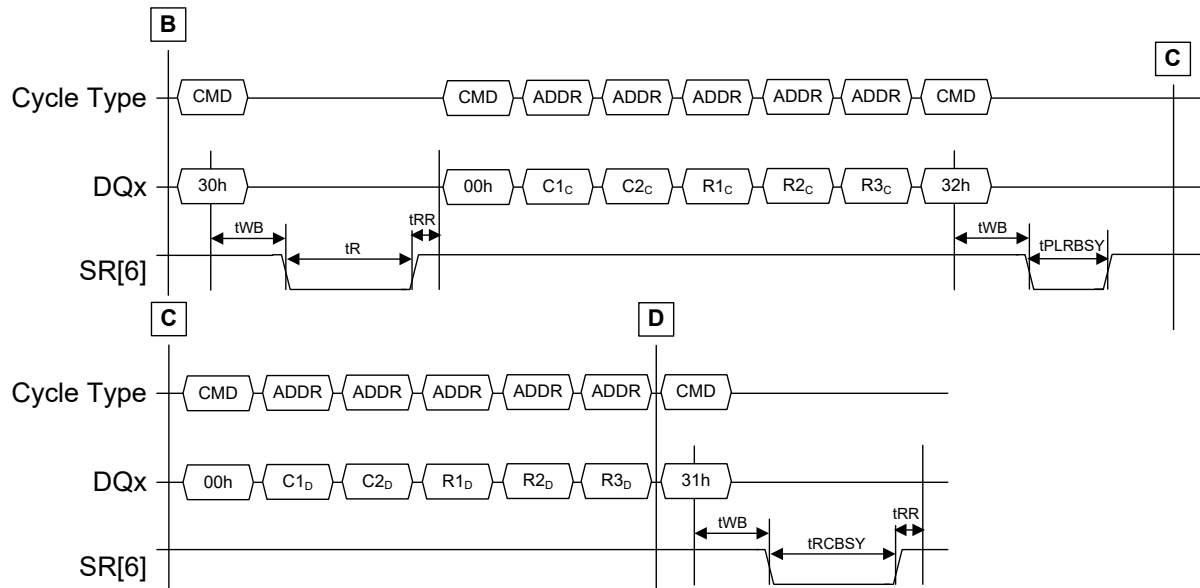 B
C
Cycle Type CMD CMD ADDR ADDR ADDR ADDR ADDR CMD
DQx 30h 00h C1C C2C R1C R2C R3C 32h
tWB tR tRR tWB tPLRBSY
SR[6]
C D
Cycle Type CMD ADDR ADDR ADDR ADDR ADDR CMD
DQx 00h C1D C2D R1D R2D R3D 31h
tWB tRCBSY tRR
SR[6]